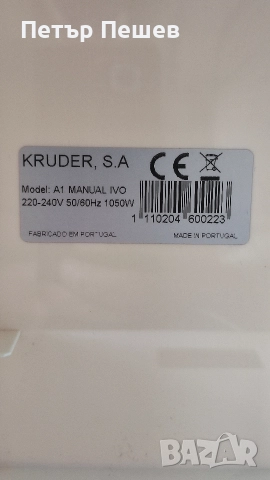 Петър Пешев
KRUDER, S.A CE
Model: A1 MANUAL IVO
220-240V 50/60Hz 1050W
1 110204 600223
FABRICADO EM PORTUGAL MADE IN PORTUGAL
bazar